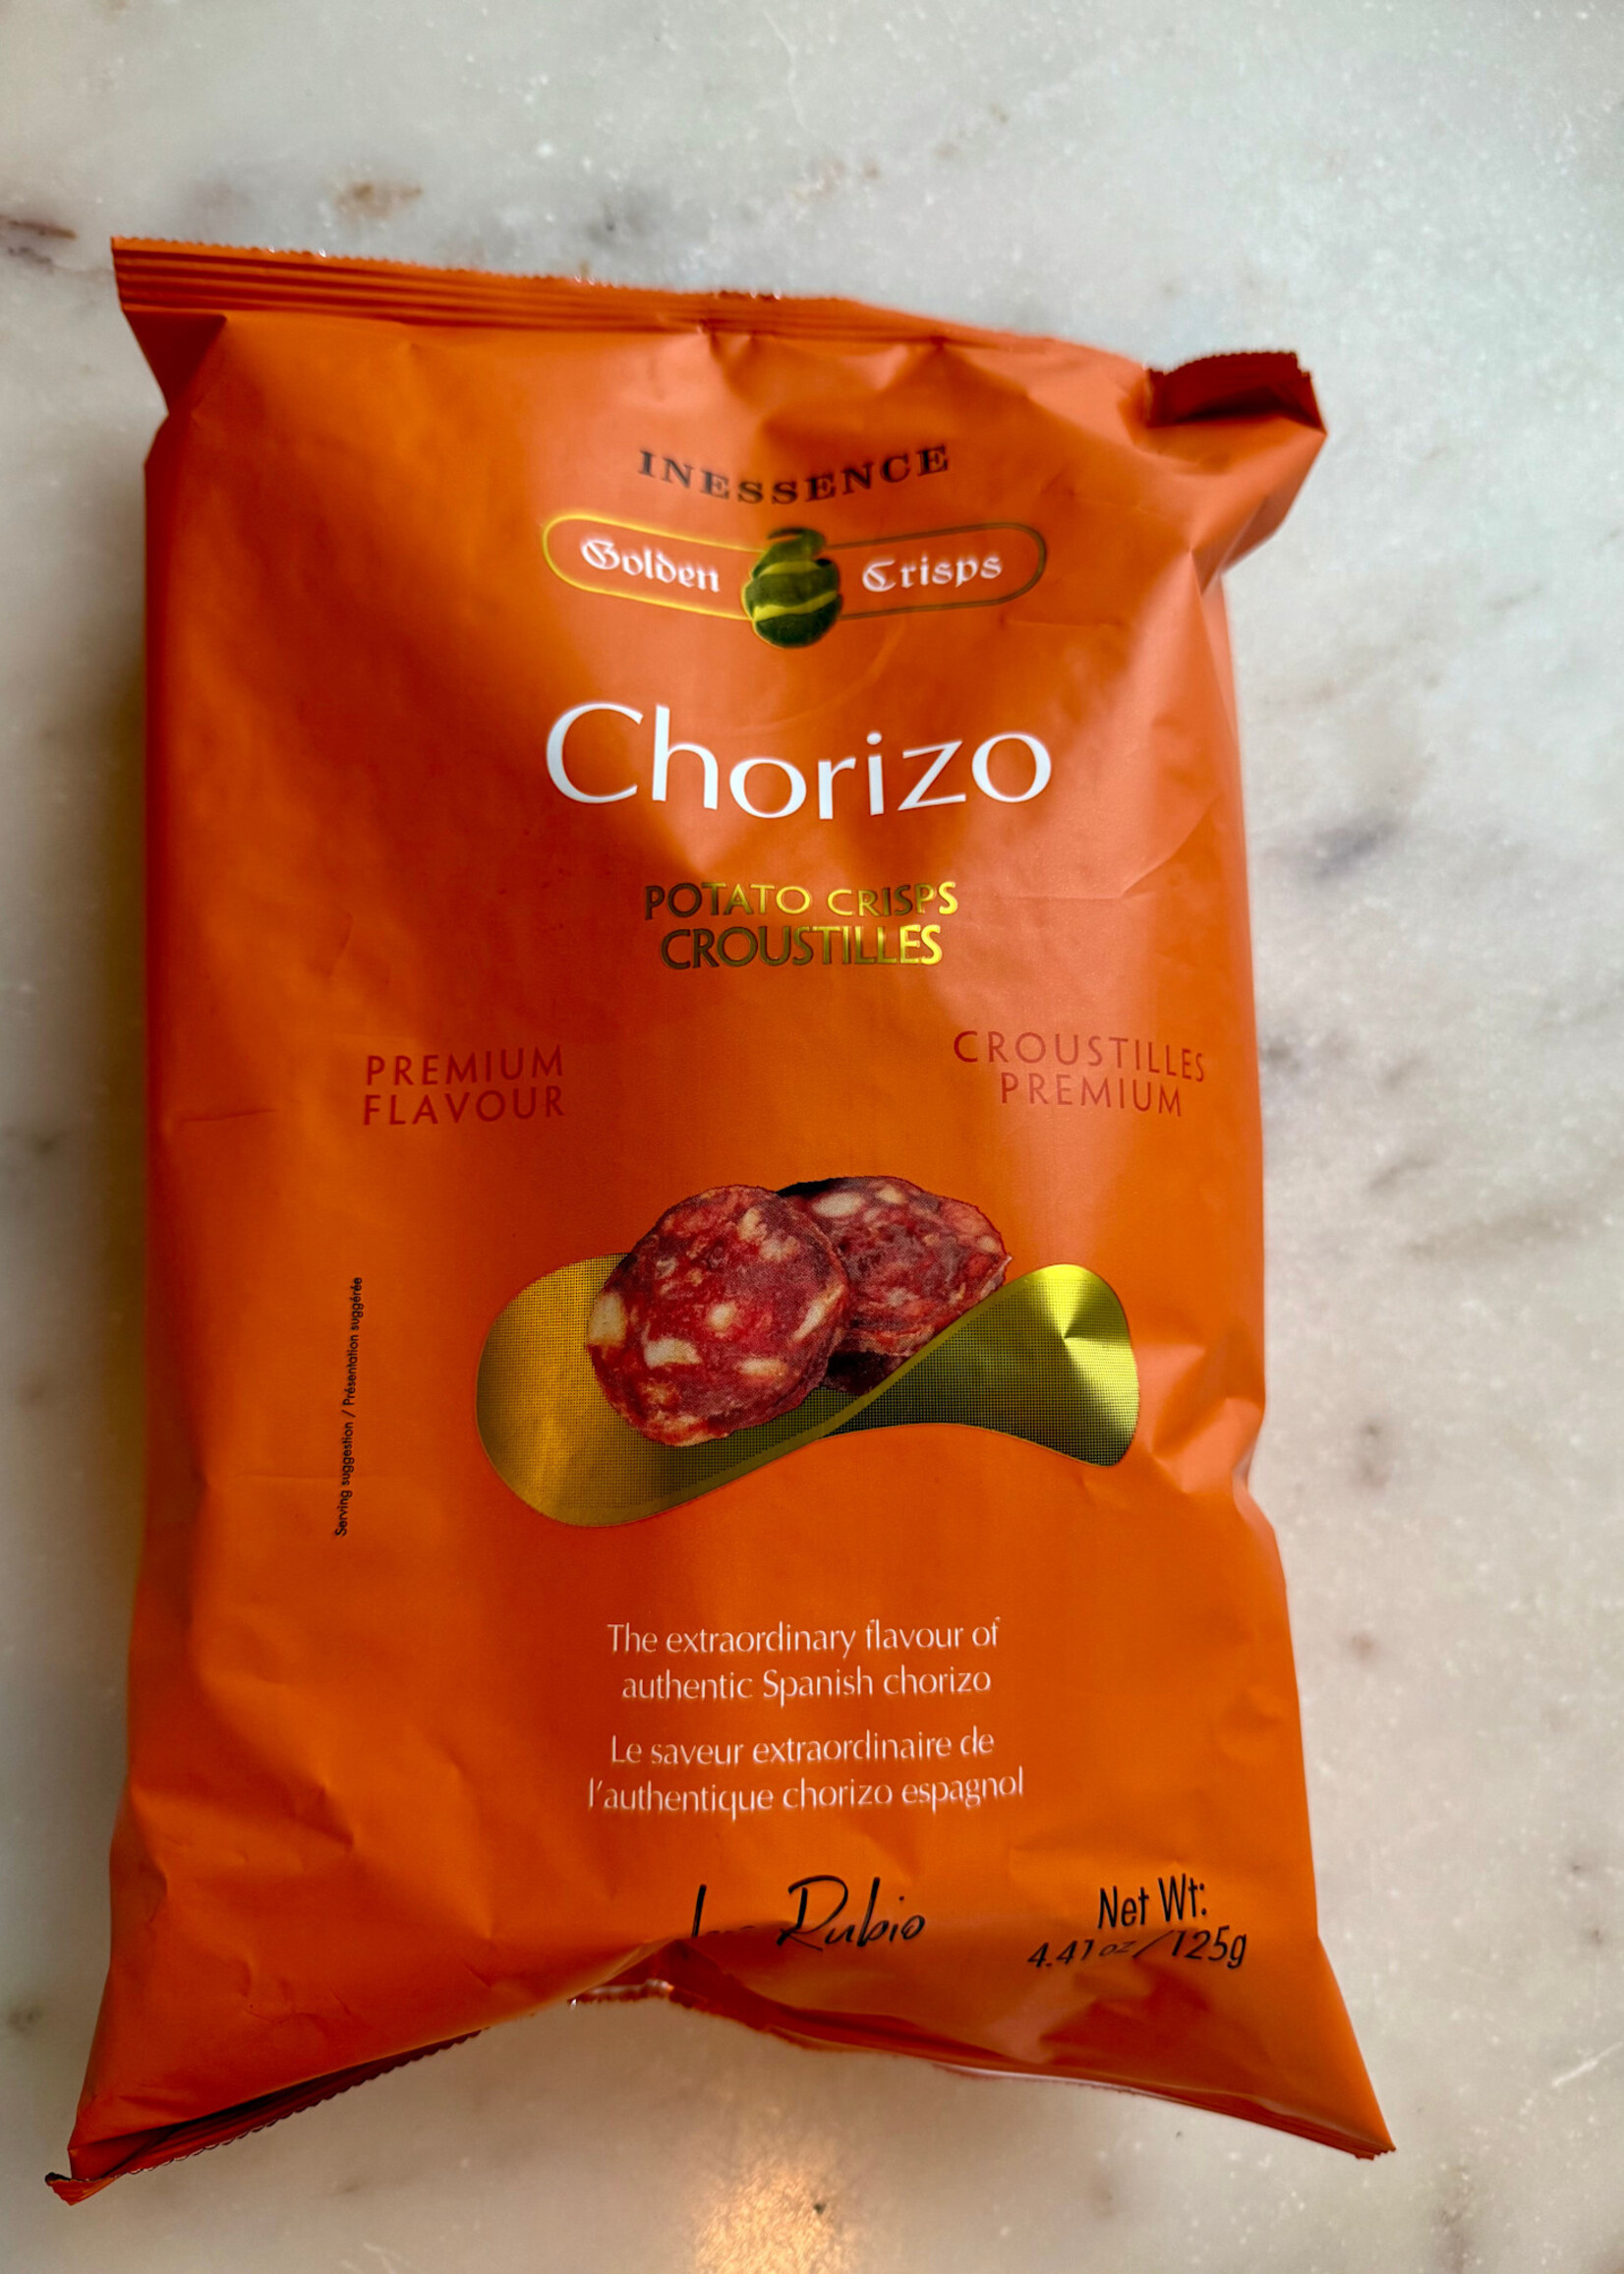 INESSENCE
Golden Crisps
Chorizo
POTATO CRISPS
CROUSTILLES
PREMIUM
FLAVOUR
CROUSTILLES
PREMIUM
Serving suggestion / Présentation suggérée
The extraordinary flavour of
authentic Spanish chorizo
Le saveur extraordinaire de
l'authentique chorizo espagnol
Rubio
Net Wt:
4.41 oz / 125g